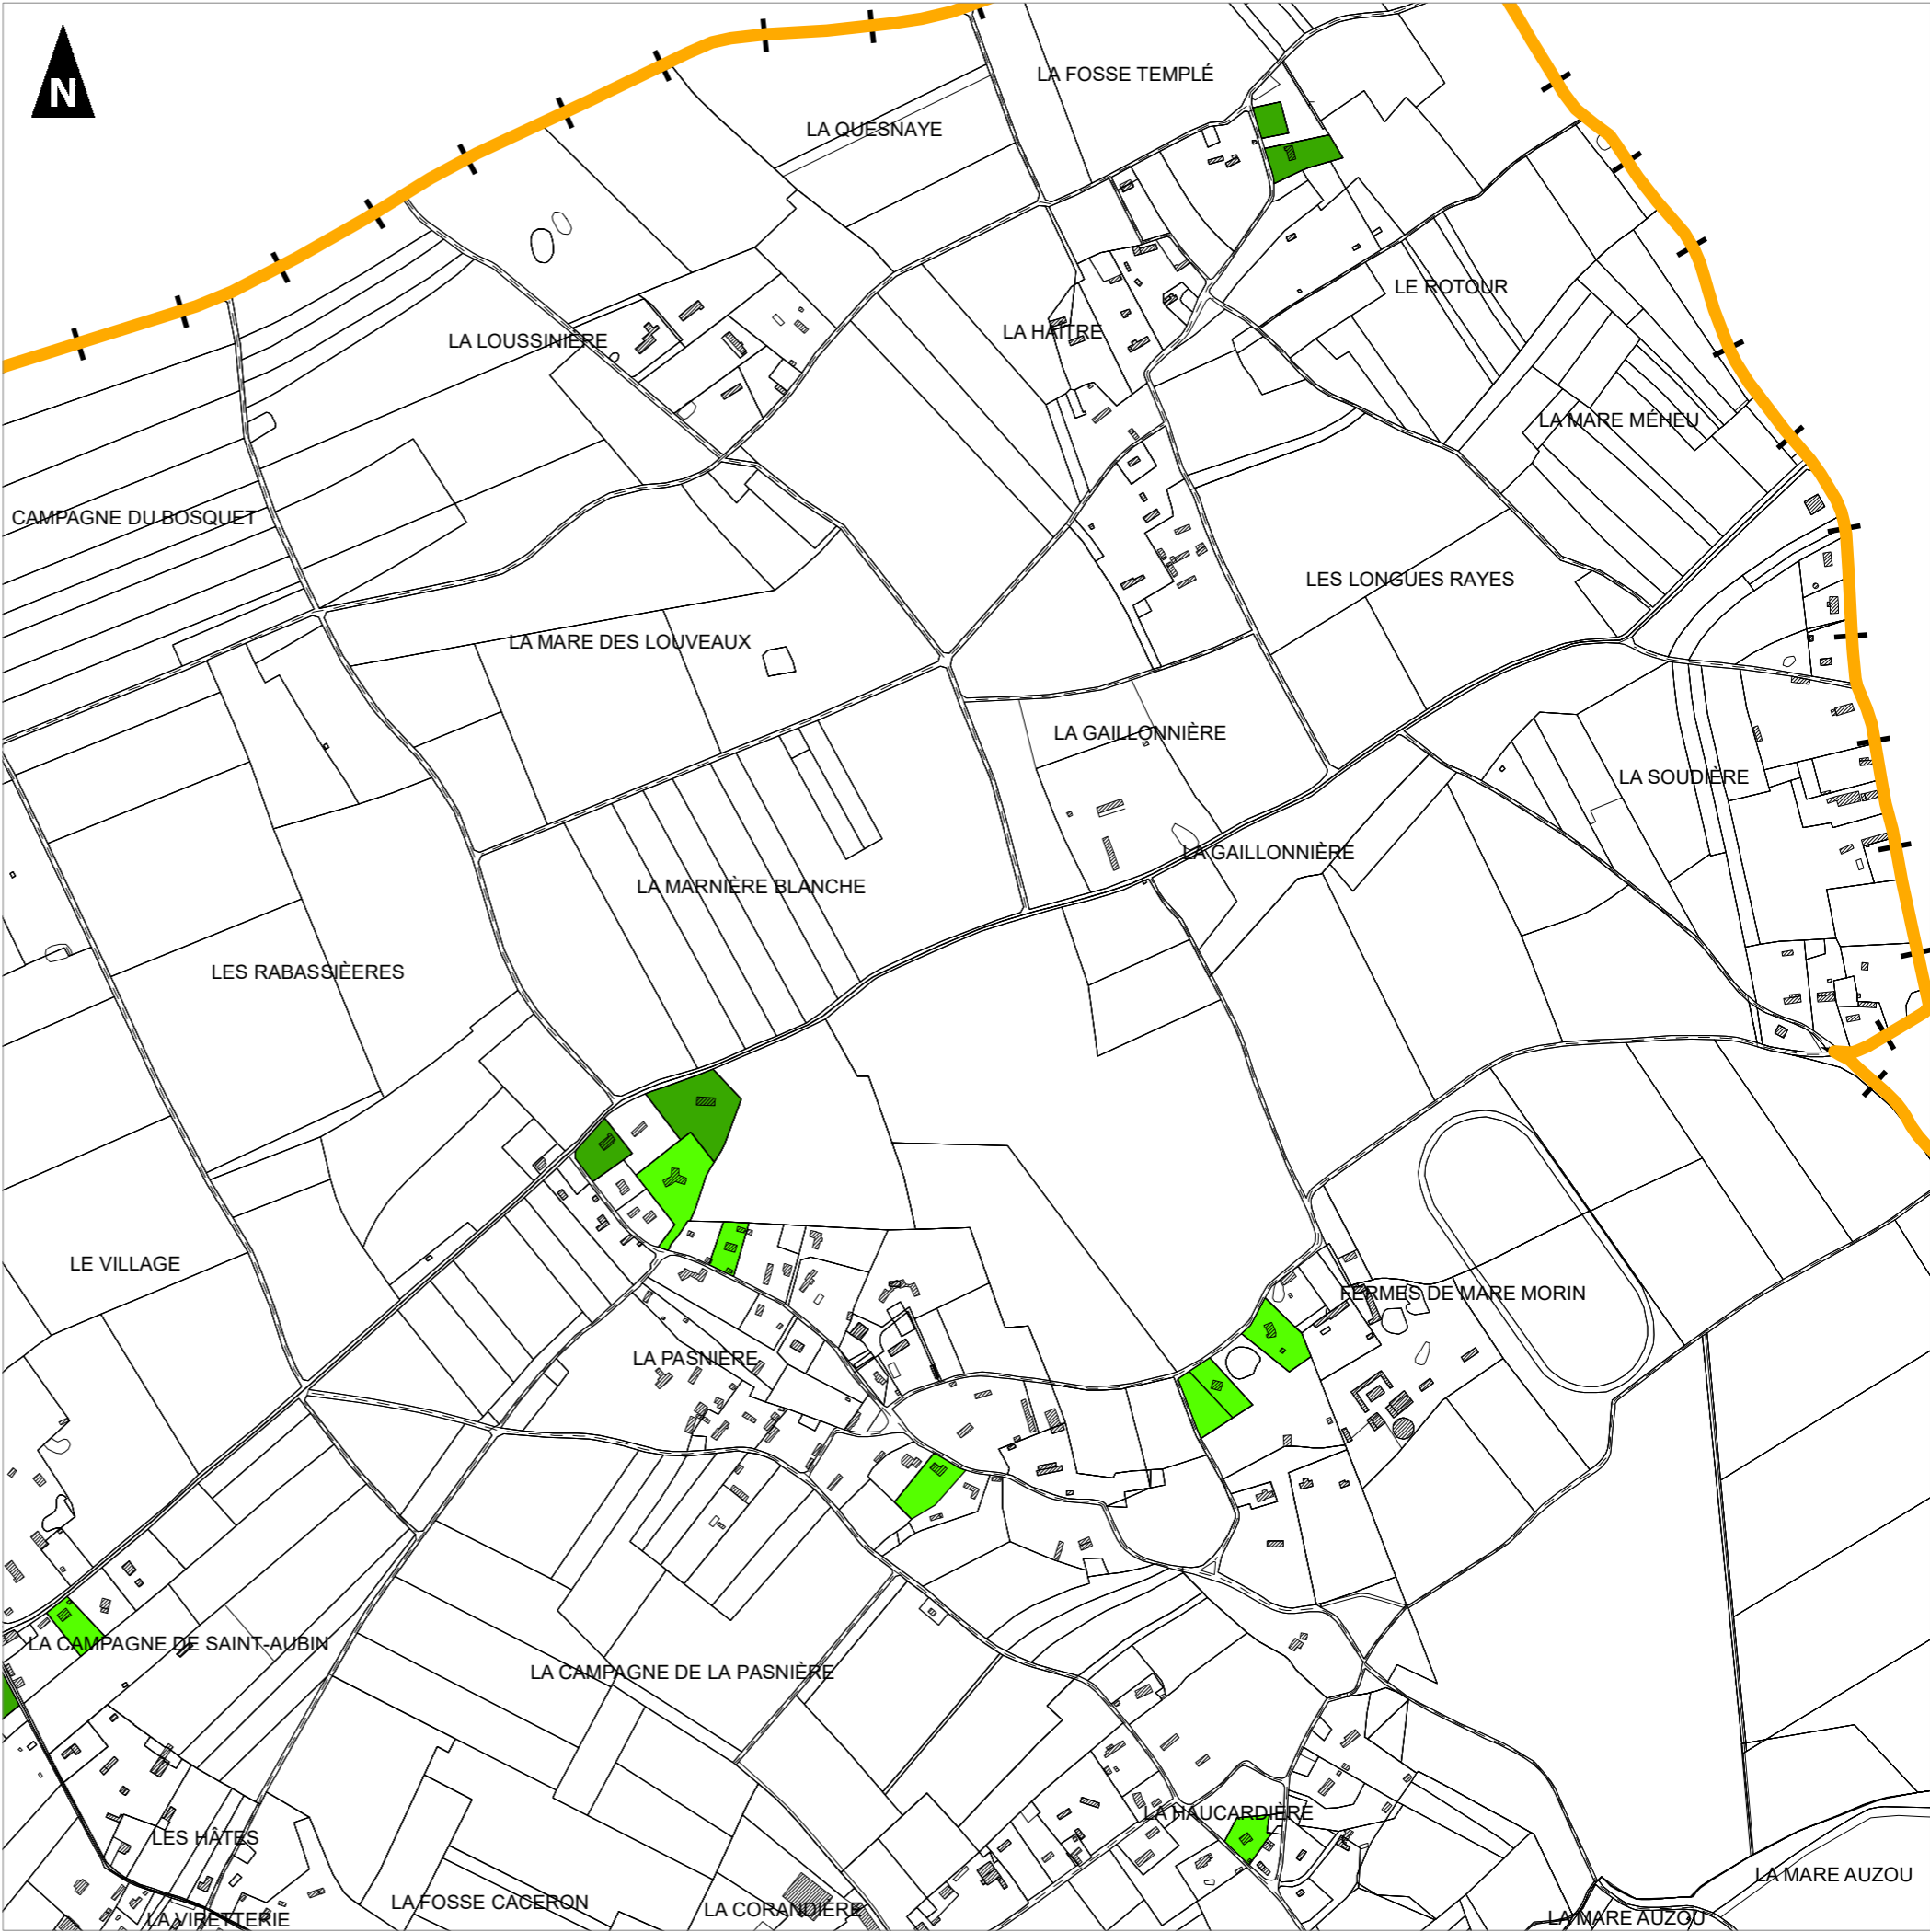 N
LA FOSSE TEMPLÉ
LA QUESNAYE
LE ROTOUR
LA HAÎTRE
LA LOUSSINIÈRE
LA MARE MÉHEU
CAMPAGNE DU BOSQUET
LES LONGUES RAYES
LA MARE DES LOUVEAUX
LA GAILLONNIÈRE
LA SOUDIÈRE
LA GAILLONNIÈRE
LA MARNIÈRE BLANCHE
LES RABASSIÈERES
LE VILLAGE
FERMES DE MARE MORIN
LA PASNIÈRE
LA CAMPAGNE DE SAINT-AUBIN
LA CAMPAGNE DE LA PASNIÈRE
LA HAUCARDIÈRE
LES HÂTES
LA MARE AUZOU
LA FOSSE CACERON
LA CORANDIÈRE
LA VIRETTERIE
LA MARE AUZOU